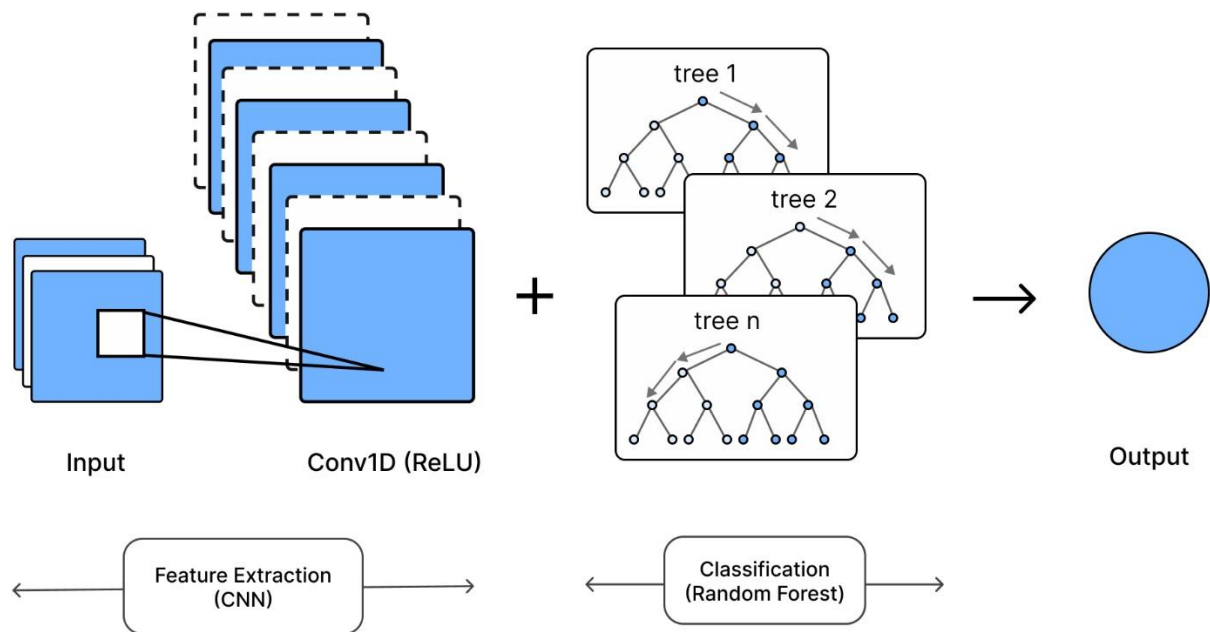 tree 1
tree 2
tree n
Input
Conv1D (ReLU)
Output
Feature Extraction
(CNN)
Classification
(Random Forest)